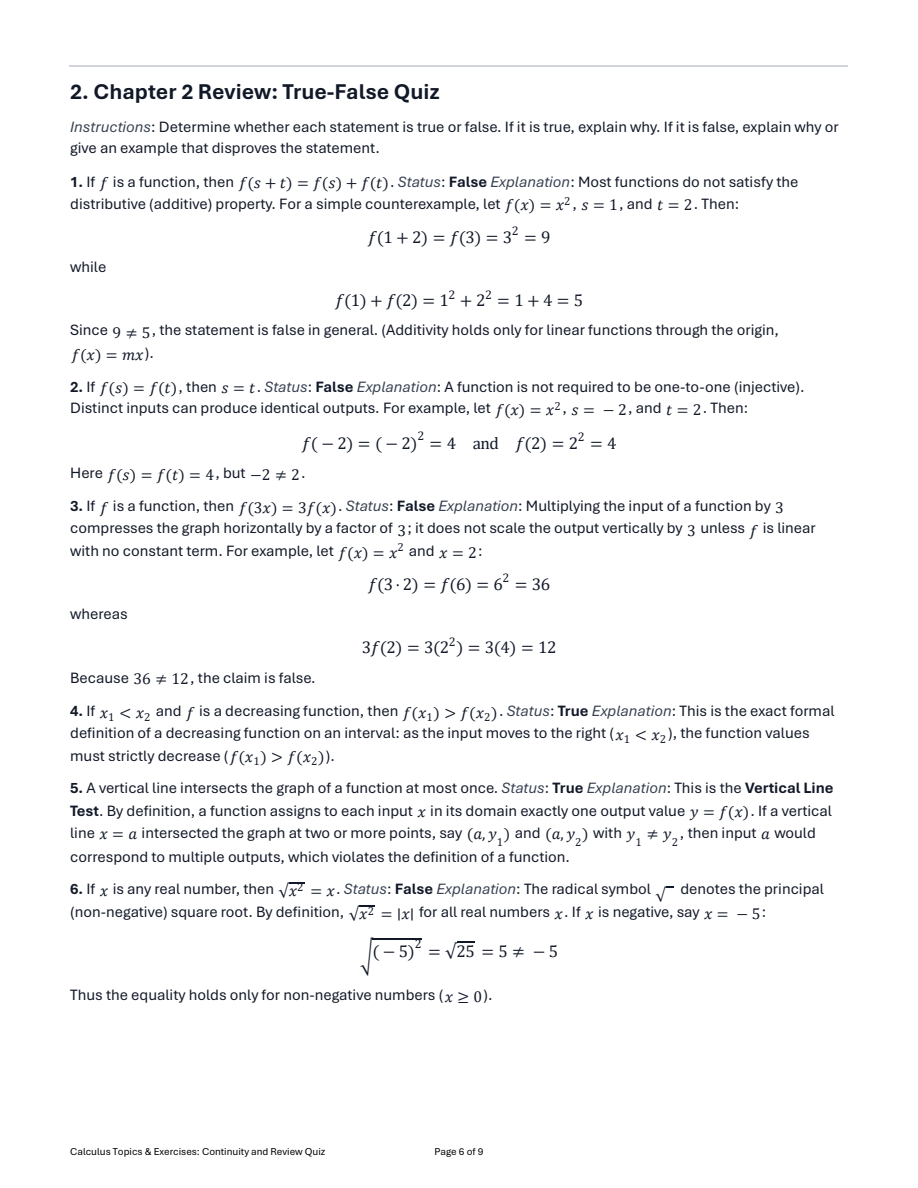 2. Chapter 2 Review: True-False Quiz
Instructions: Determine whether each statement is true or false. If it is true, explain why. If it is false, explain why or
give an example that disproves the statement.
1. If f is a function, then f(s + t) = f(s) + f(t). Status: False Explanation: Most functions do not satisfy the
distributive (additive) property. For a simple counterexample, let f(x) = x², s = 1, and t = 2. Then:
f(1 + 2) = f(3) = 3² = 9
while
f(1) + f(2) = 1² + 2² = 1 + 4 = 5
Since 9 ≠ 5, the statement is false in general. (Additivity holds only for linear functions through the origin,
f(x) = mx).
2. If f(s) = f(t), then s = t. Status: False Explanation: A function is not required to be one-to-one (injective).
Distinct inputs can produce identical outputs. For example, let f(x) = x², s = − 2, and t = 2. Then:
f( − 2) = ( − 2)² = 4 and f(2) = 2² = 4
Here f(s) = f(t) = 4, but −2 ≠ 2.
3. If f is a function, then f(3x) = 3f(x). Status: False Explanation: Multiplying the input of a function by 3
compresses the graph horizontally by a factor of 3; it does not scale the output vertically by 3 unless f is linear
with no constant term. For example, let f(x) = x² and x = 2:
f(3 · 2) = f(6) = 6² = 36
whereas
3f(2) = 3(2²) = 3(4) = 12
Because 36 ≠ 12, the claim is false.
4. If x₁ < x₂ and f is a decreasing function, then f(x₁) > f(x₂). Status: True Explanation: This is the exact formal
definition of a decreasing function on an interval: as the input moves to the right (x₁ < x₂), the function values
must strictly decrease (f(x₁) > f(x₂)).
5. A vertical line intersects the graph of a function at most once. Status: True Explanation: This is the Vertical Line
Test. By definition, a function assigns to each input x in its domain exactly one output value y = f(x). If a vertical
line x = a intersected the graph at two or more points, say (a, y₁) and (a, y₂) with y₁ ≠ y₂, then input a would
correspond to multiple outputs, which violates the definition of a function.
6. If x is any real number, then √x² = x. Status: False Explanation: The radical symbol √ denotes the principal
(non-negative) square root. By definition, √x² = |x| for all real numbers x. If x is negative, say x = − 5:
√( − 5)² = √25 = 5 ≠ − 5
Thus the equality holds only for non-negative numbers (x ≥ 0).
Calculus Topics & Exercises: Continuity and Review Quiz Page 6 of 9